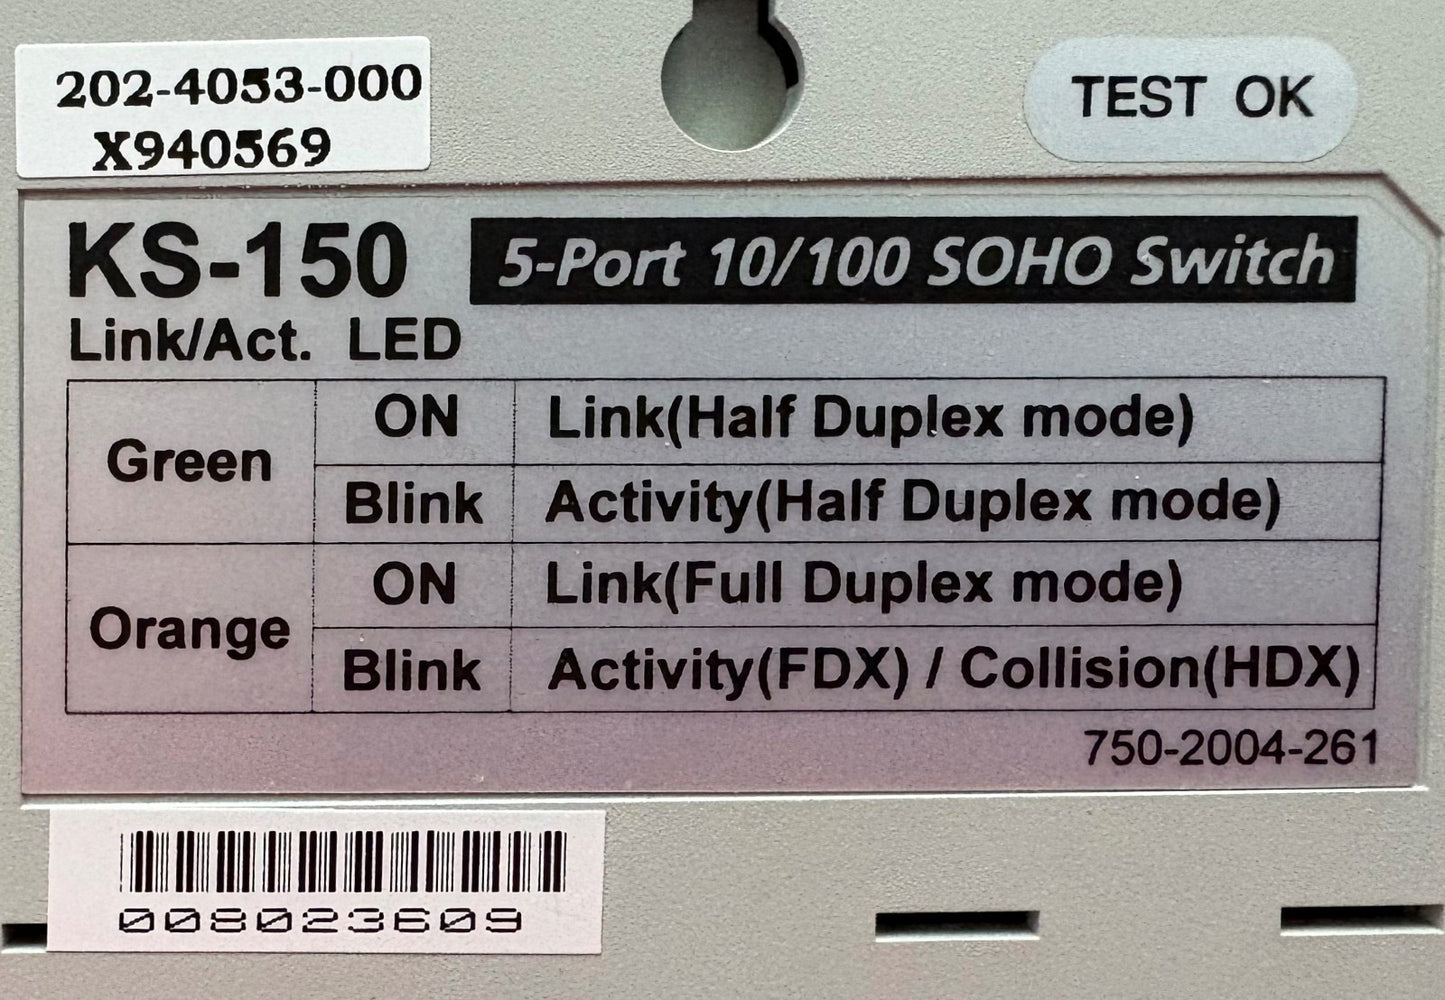 202-4053-000
X940569
TEST OK
KS-150 5-Port 10/100 SOHO Switch
Link/Act. LED
Green ON Link(Half Duplex mode)
Blink Activity(Half Duplex mode)
Orange ON Link(Full Duplex mode)
Blink Activity(FDX) / Collision(HDX)
750-2004-261
008023609